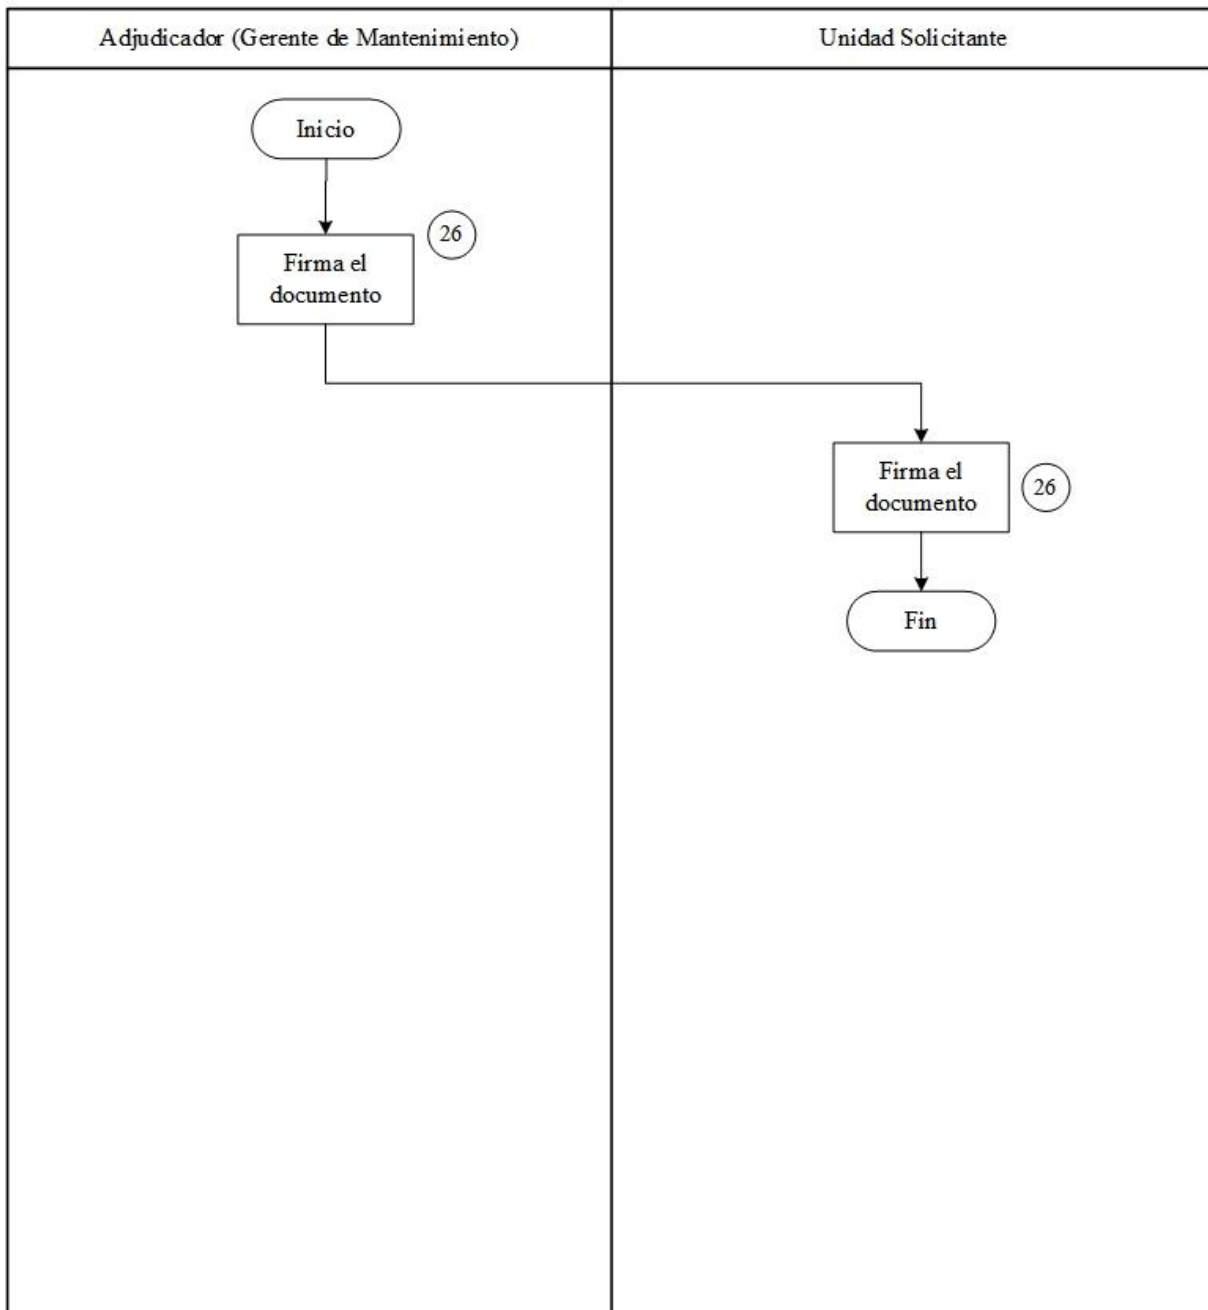 Adjudicador (Gerente de Mantenimiento)
Unidad Solicitante
Inicio
26
Firma el
documento
Firma el
documento
26
Fin